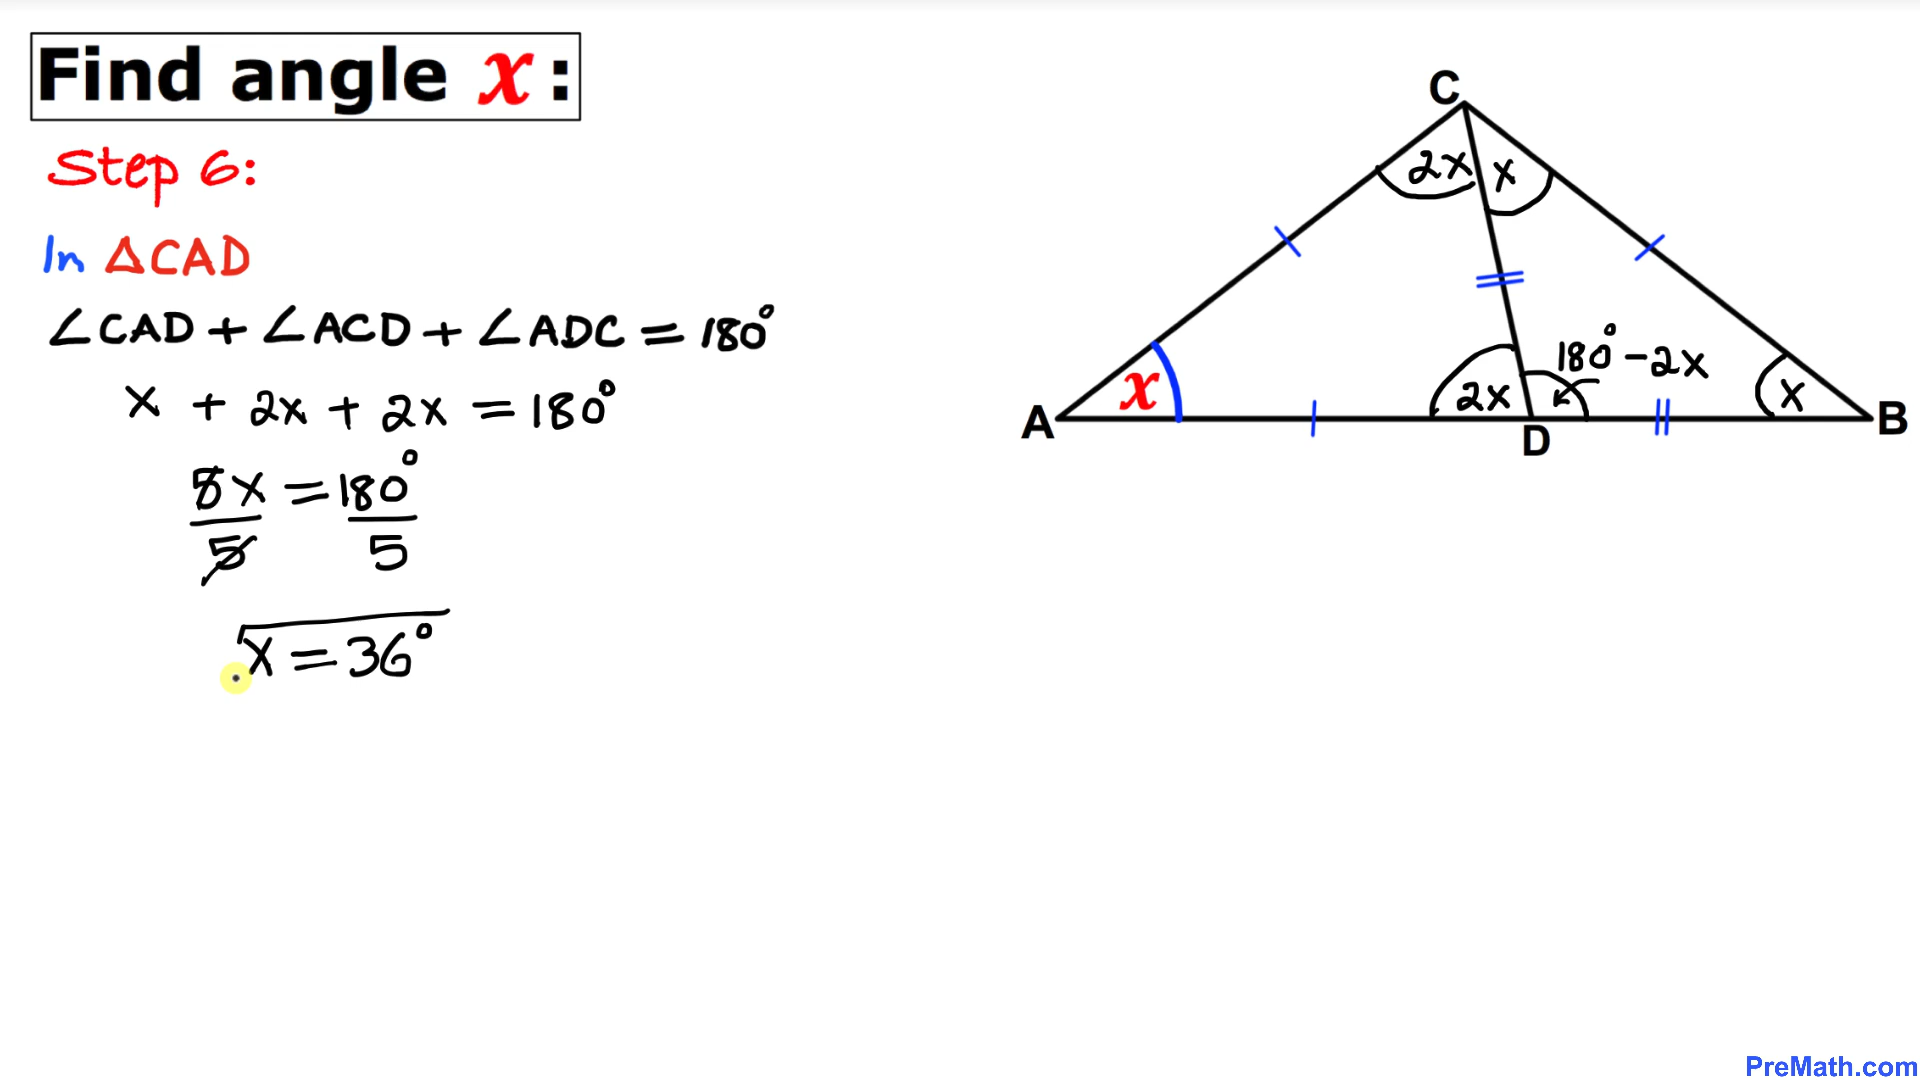 Find angle x:
Step 6:
In ΔCAD
∠CAD + ∠ACD + ∠ADC = 180°
x + 2x + 2x = 180°
5x = 180°
5 5
x = 36°
C
2x x
180° - 2x
A x 2x x B
D
PreMath.com